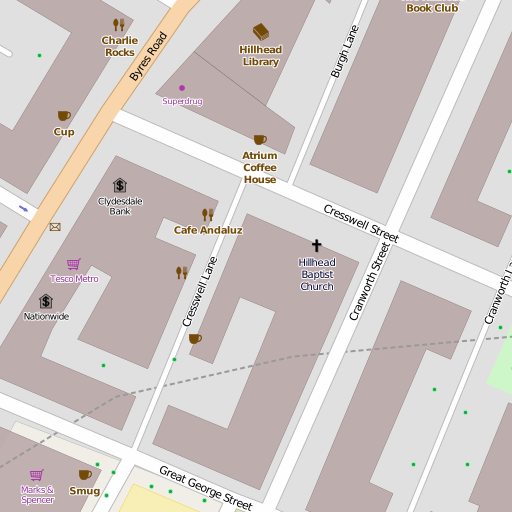 Book Club
Charlie
Rocks
Byres Road
Hillhead
Library
Burgh Lane
Superdrug
Cup
Atrium
Coffee
House
Clydesdale
Bank
Cafe Andaluz
Cresswell Street
Hillhead
Baptist
Church
Tesco Metro
Cresswell Lane
Cranworth Street
Nationwide
Great George Street
Marks &
Spencer
Smug